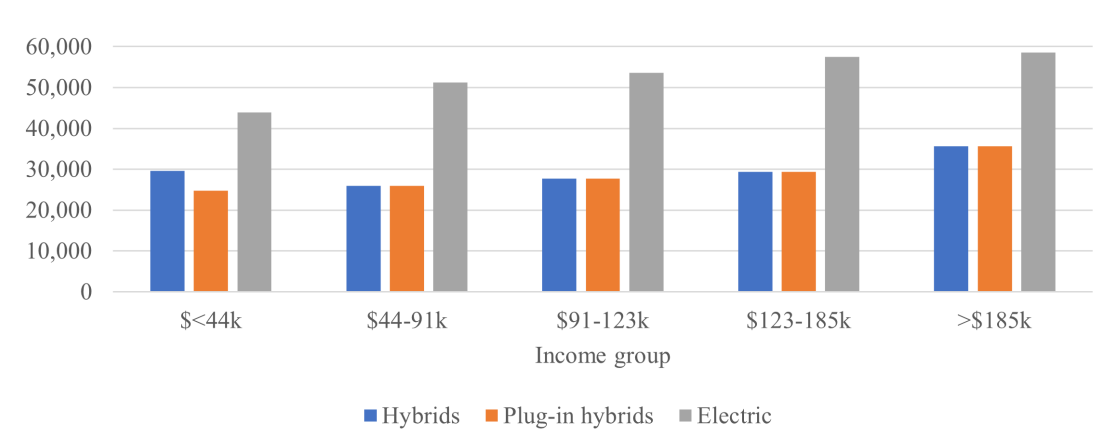 60,000
50,000
40,000
30,000
20,000
10,000
0
$<44k $44-91k $91-123k $123-185k >$185k
Income group
Hybrids Plug-in hybrids Electric